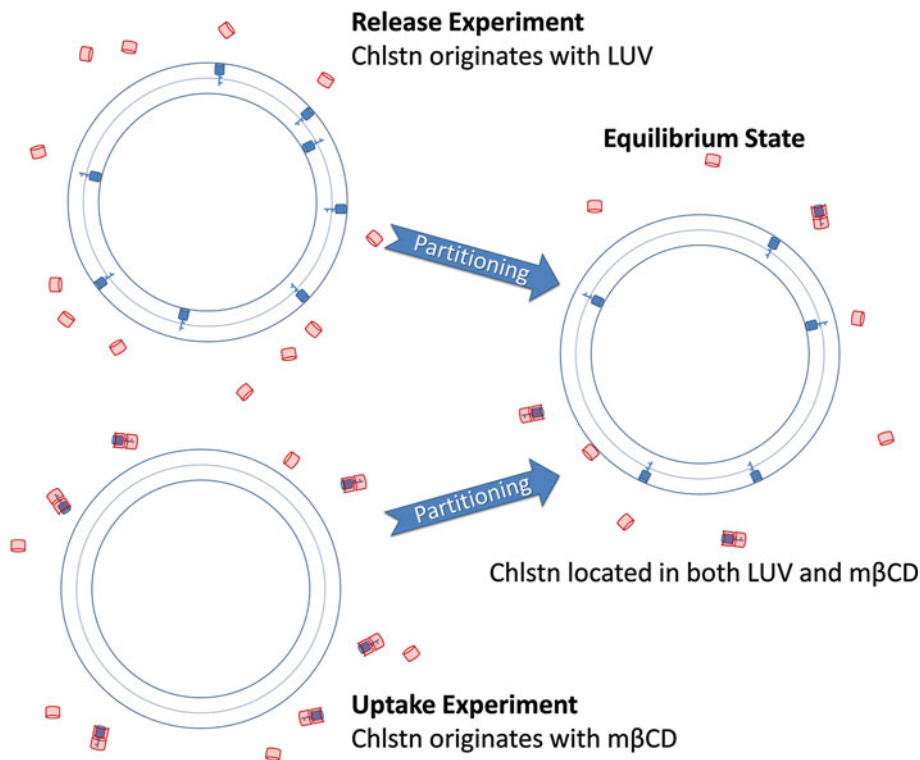 Release Experiment
Chlstn originates with LUV
Equilibrium State
Partitioning
Partitioning
Chlstn located in both LUV and mβCD
Uptake Experiment
Chlstn originates with mβCD